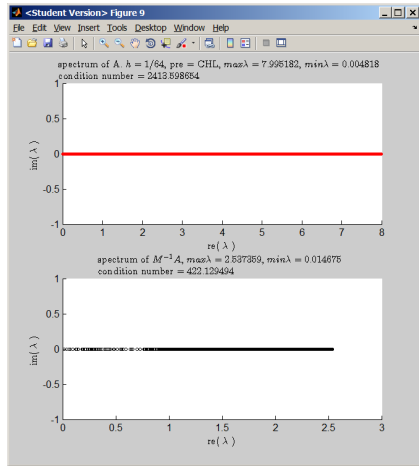 <Student Version> Figure 9
File Edit View Insert Tools Desktop Window Help
spectrum of A. h = 1/64, pre = CHL, maxλ = 7.995182, minλ = 0.004818
condition number = 2413.598654
1
0.5
0
-0.5
-1
im( λ )
0 1 2 3 4 5 6 7 8
re( λ )
spectrum of M⁻¹A, maxλ = 2.537359, minλ = 0.014675
condition number = 422.129494
1
0.5
0
-0.5
-1
im( λ )
0 0.5 1 1.5 2 2.5 3
re( λ )